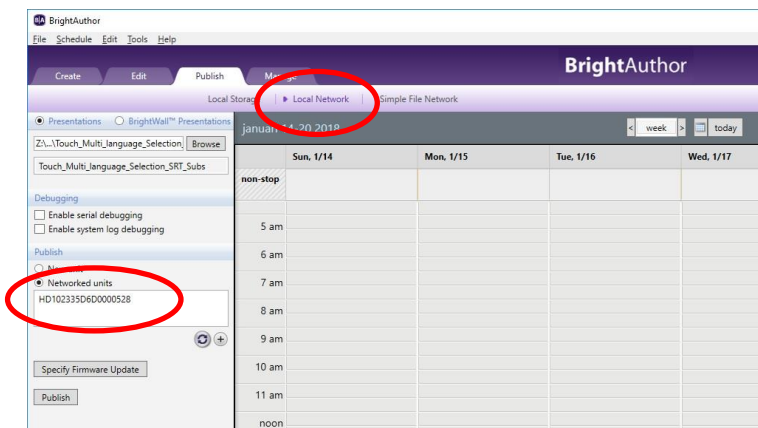 BrightAuthor
File Schedule Edit Tools Help
Create Edit Publish
BrightAuthor
Local Network Simple File Network
Presentations BrightWall™ Presentations
januari 14-20 2018
< week > today
Z:\...\Touch_Multi_language_Selection_ Browse
Touch_Multi_language_Selection_SRT_Subs
Sun, 1/14 Mon, 1/15 Tue, 1/16 Wed, 1/17
non-stop
Debugging
Enable serial debugging
Enable system log debugging
5 am
Publish
6 am
Networked units
7 am
HD102335D6D0000528
8 am
9 am
Specify Firmware Update
10 am
Publish
11 am
noon